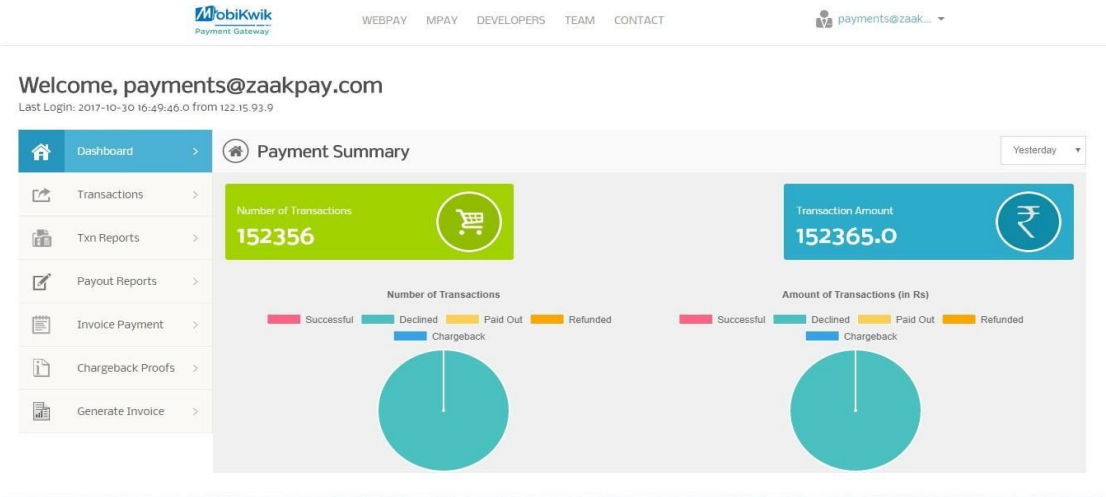 MobiKwik
Payment Gateway
WEBPAY MPAY DEVELOPERS TEAM CONTACT
payments@zaak...
Welcome, payments@zaakpay.com
Last Login: 2017-10-30 16:49:46.0 from 122.15.93.9
Dashboard
Payment Summary
Yesterday
Transactions
Txn Reports
Payout Reports
Invoice Payment
Chargeback Proofs
Generate Invoice
Number of Transactions
152356
Transaction Amount
152365.0
₹
Number of Transactions
Successful Declined Paid Out Refunded
Chargeback
Amount of Transactions (in Rs)
Successful Declined Paid Out Refunded
Chargeback